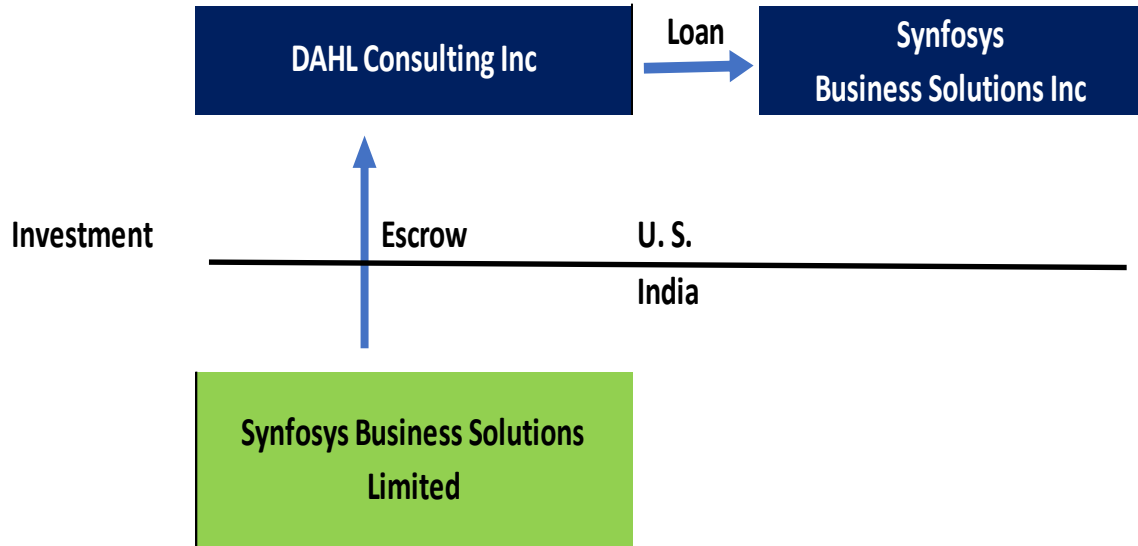 DAHL Consulting Inc
Loan
Synfosys
Business Solutions Inc
Investment
Escrow
U. S.
India
Synfosys Business Solutions
Limited